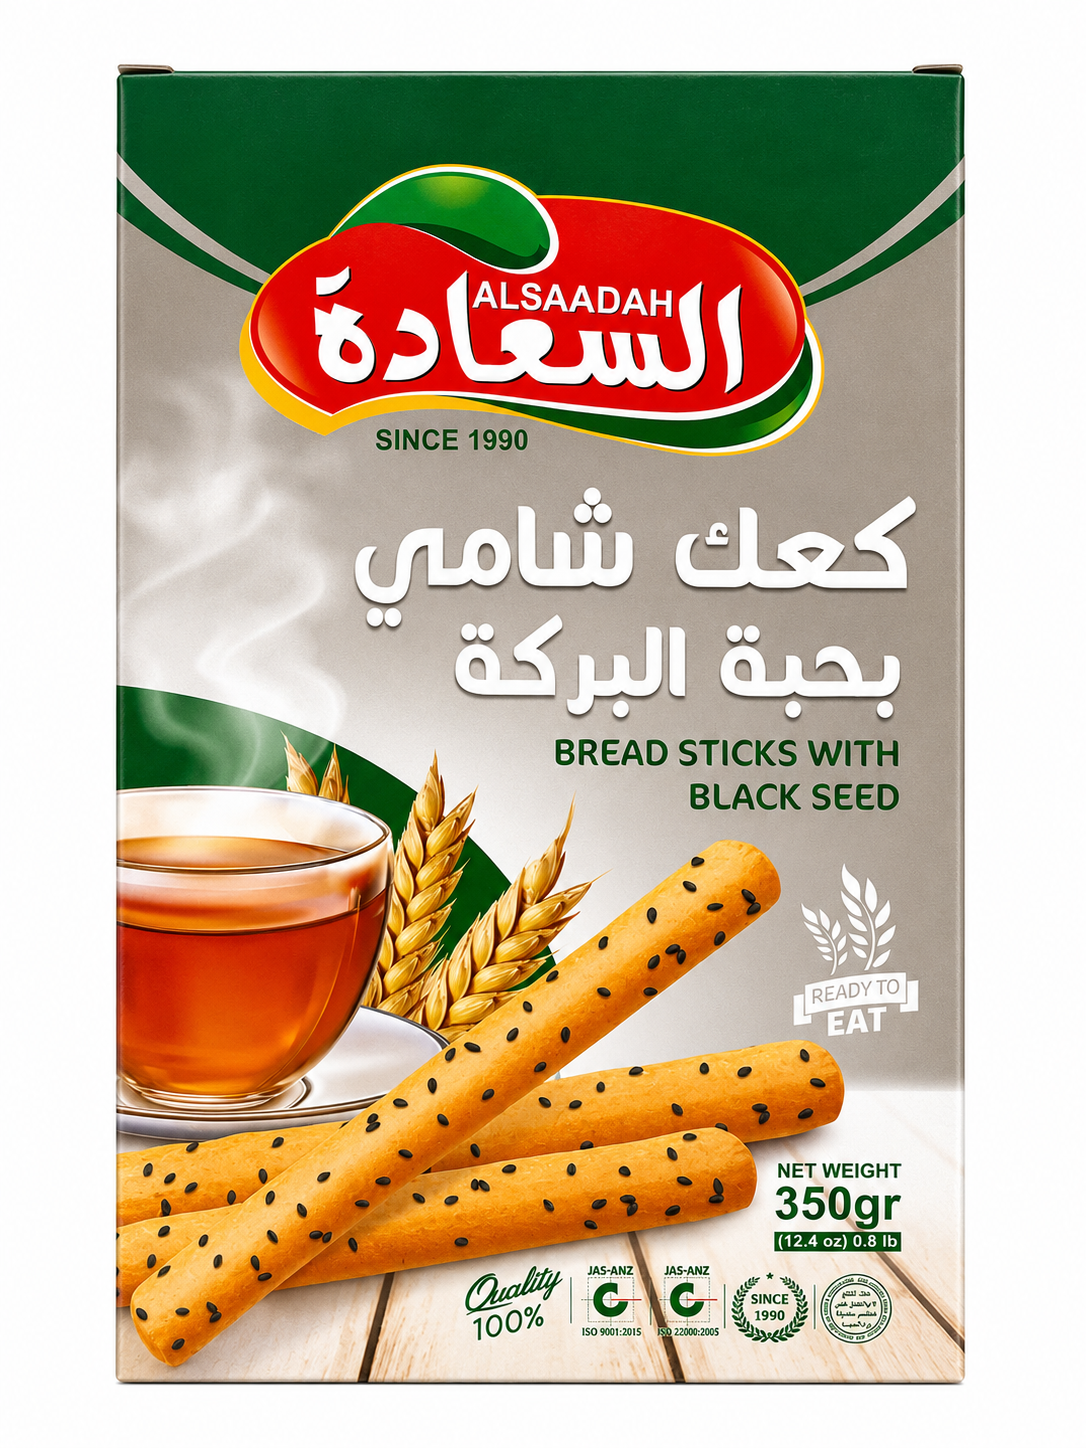 ALSAADAH
السعادة
SINCE 1990
كعك شامي
بحبة البركة
BREAD STICKS WITH
BLACK SEED
READY TO
EAT
NET WEIGHT
350gr
(12.4 oz) 0.8 lb
Quality
100%
JAS-ANZ
ISO 9001:2015
JAS-ANZ
ISO 22000:2005
SINCE
1990